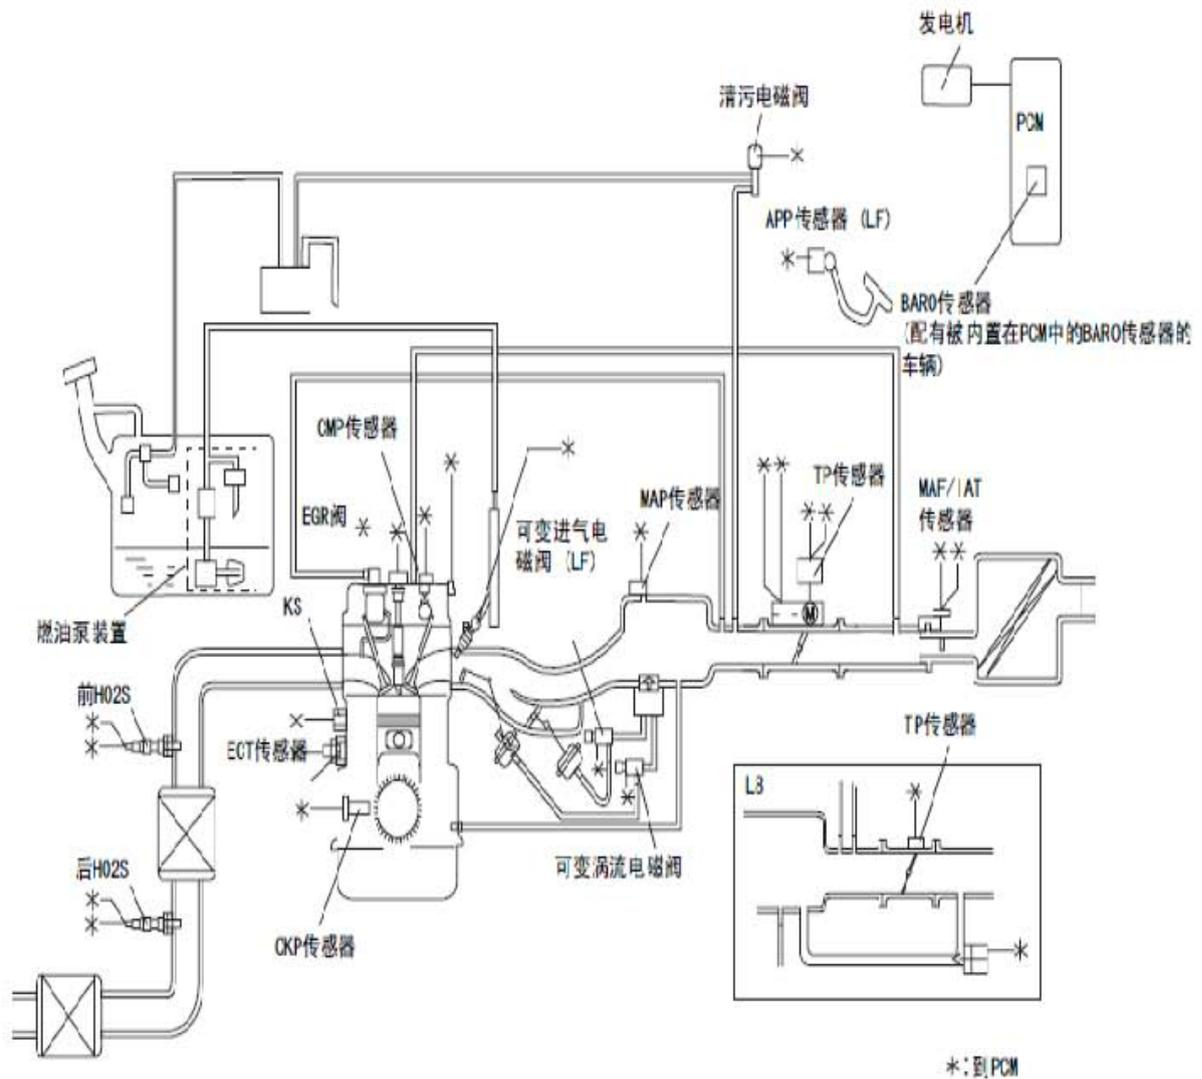 发电机
清污电磁阀
PCM
APP传感器 (LF)
BARO传感器
(配有被内置在PCM中的BARO传感器的
车辆)
CMP传感器
TP传感器
MAP传感器
MAF/IAT
传感器
EGR阀
可变进气电
磁阀 (LF)
M
KS
燃油泵装置
前HO2S
ECT传感器
TP传感器
L8
后HO2S
可变涡流电磁阀
CKP传感器
*:到PCM